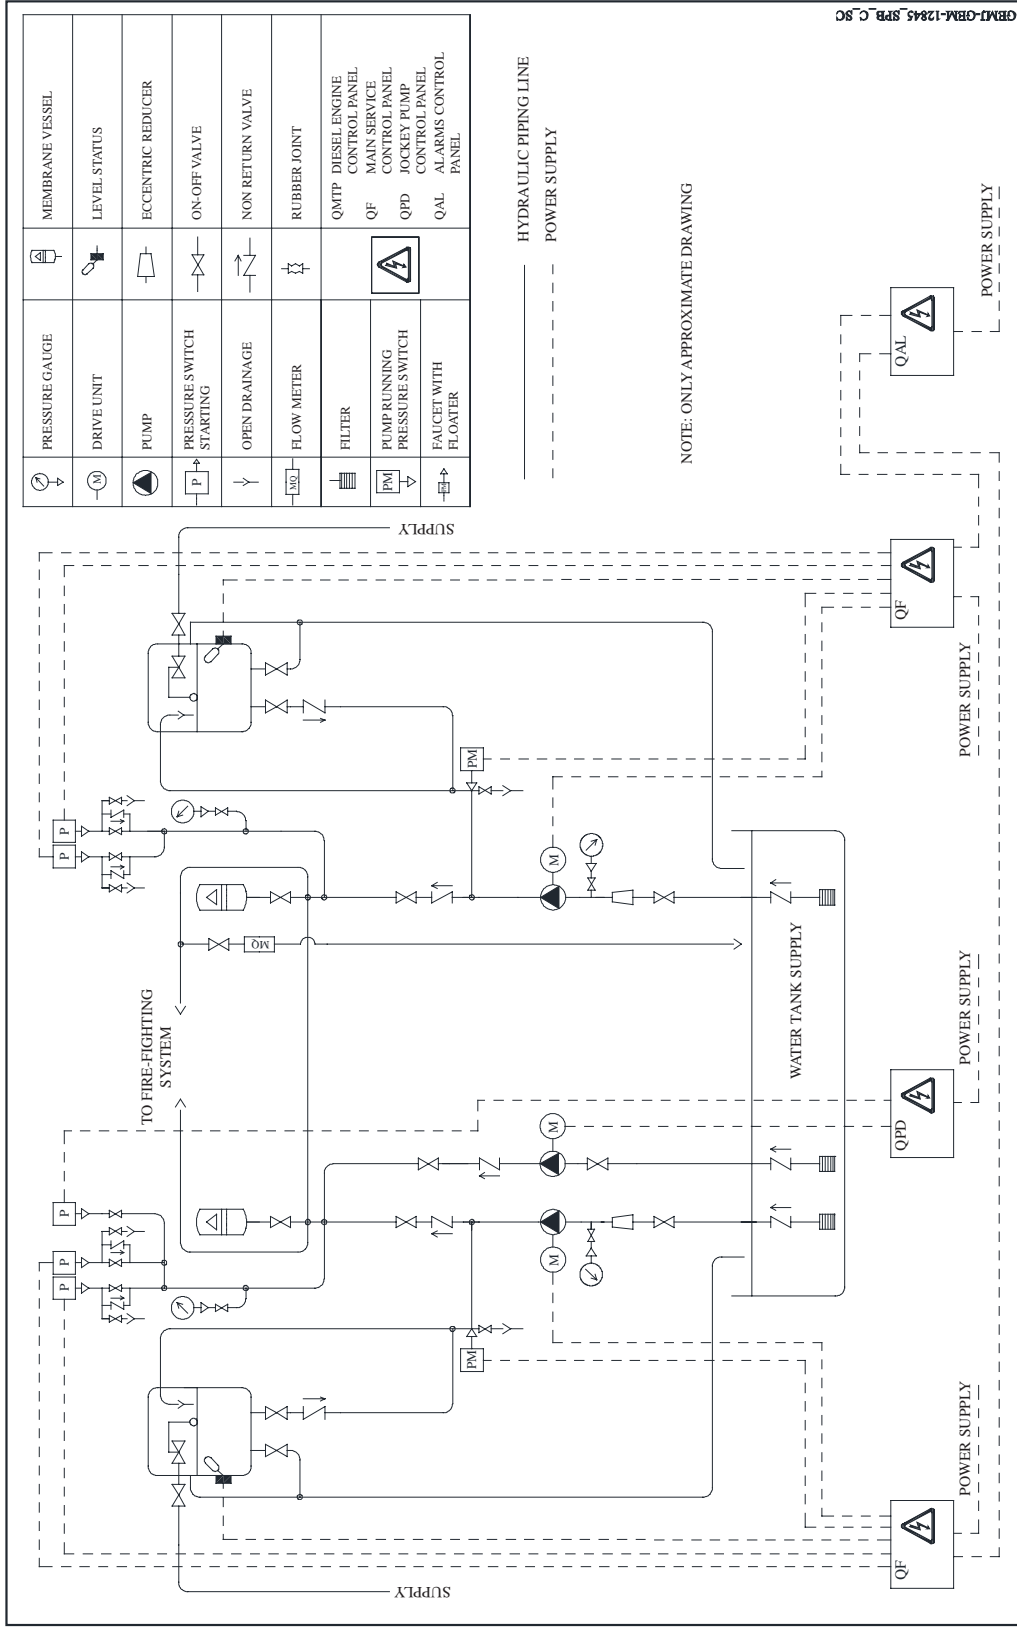 GEMJ-GEM-12845_SPB_C_SC
PRESSURE GAUGE
MEMBRANE VESSEL
M
DRIVE UNIT
LEVEL STATUS
PUMP
ECCENTRIC REDUCER
P
PRESSURE SWITCH
STARTING
ON-OFF VALVE
OPEN DRAINAGE
NON RETURN VALVE
MQ
FLOW METER
RUBBER JOINT
FILTER
PM
PUMP RUNNING
PRESSURE SWITCH
FAUCET WITH
FLOATER
QMTP DIESEL ENGINE
CONTROL PANEL
QF MAIN SERVICE
CONTROL PANEL
QPD JOCKEY PUMP
CONTROL PANEL
QAL ALARMS CONTROL
PANEL
HYDRAULIC PIPING LINE
POWER SUPPLY
NOTE: ONLY APPROXIMATE DRAWING
SUPPLY
SUPPLY
P
P
P
P
P
TO FIRE-FIGHTING
SYSTEM
MQ
PM
PM
M
M
M
WATER TANK SUPPLY
QF
POWER SUPPLY
QPD
POWER SUPPLY
QF
POWER SUPPLY
QAL
POWER SUPPLY